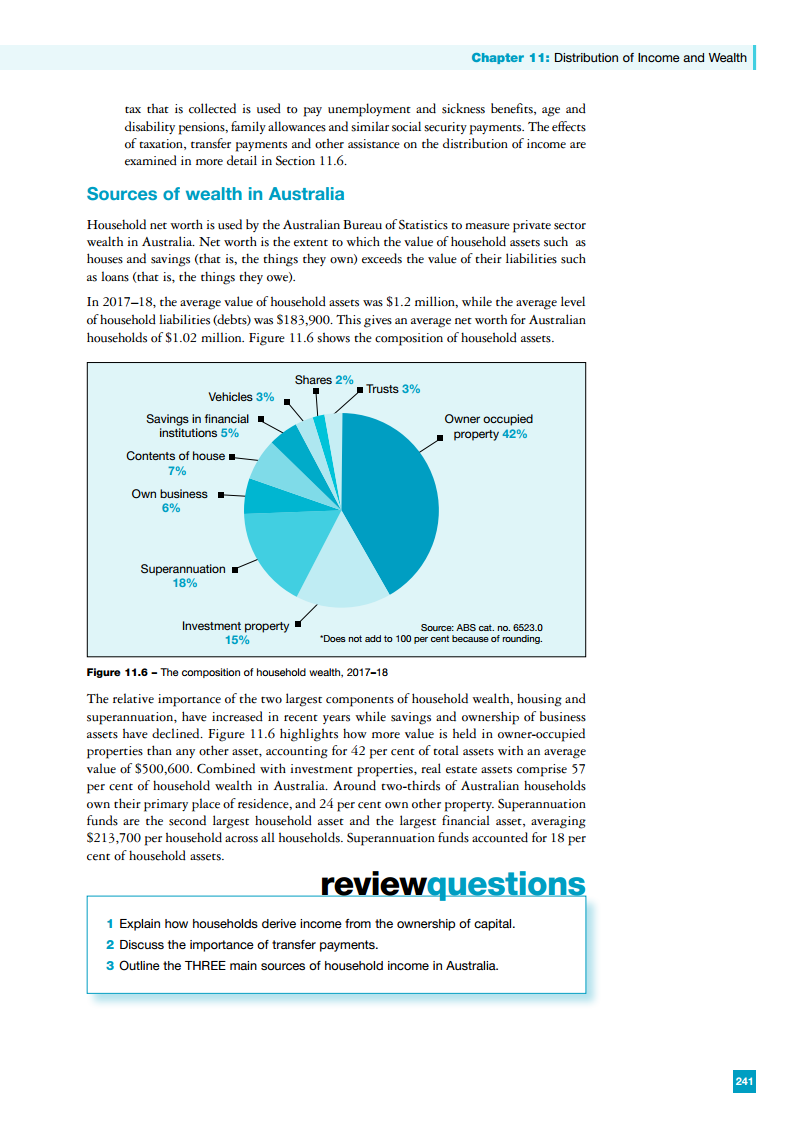 Chapter 11: Distribution of Income and Wealth
tax that is collected is used to pay unemployment and sickness benefits, age and
disability pensions, family allowances and similar social security payments. The effects
of taxation, transfer payments and other assistance on the distribution of income are
examined in more detail in Section 11.6.
Sources of wealth in Australia
Household net worth is used by the Australian Bureau of Statistics to measure private sector
wealth in Australia. Net worth is the extent to which the value of household assets such as
houses and savings (that is, the things they own) exceeds the value of their liabilities such
as loans (that is, the things they owe).
In 2017–18, the average value of household assets was $1.2 million, while the average level
of household liabilities (debts) was $183,900. This gives an average net worth for Australian
households of $1.02 million. Figure 11.6 shows the composition of household assets.
Shares 2%
Trusts 3%
Vehicles 3%
Savings in financial
institutions 5%
Owner occupied
property 42%
Contents of house
7%
Own business
6%
Superannuation
18%
Investment property
15%
Source: ABS cat. no. 6523.0
*Does not add to 100 per cent because of rounding.
Figure 11.6 – The composition of household wealth, 2017–18
The relative importance of the two largest components of household wealth, housing and
superannuation, have increased in recent years while savings and ownership of business
assets have declined. Figure 11.6 highlights how more value is held in owner-occupied
properties than any other asset, accounting for 42 per cent of total assets with an average
value of $500,600. Combined with investment properties, real estate assets comprise 57
per cent of household wealth in Australia. Around two-thirds of Australian households
own their primary place of residence, and 24 per cent own other property. Superannuation
funds are the second largest household asset and the largest financial asset, averaging
$213,700 per household across all households. Superannuation funds accounted for 18 per
cent of household assets.
reviewquestions
1 Explain how households derive income from the ownership of capital.
2 Discuss the importance of transfer payments.
3 Outline the THREE main sources of household income in Australia.
241